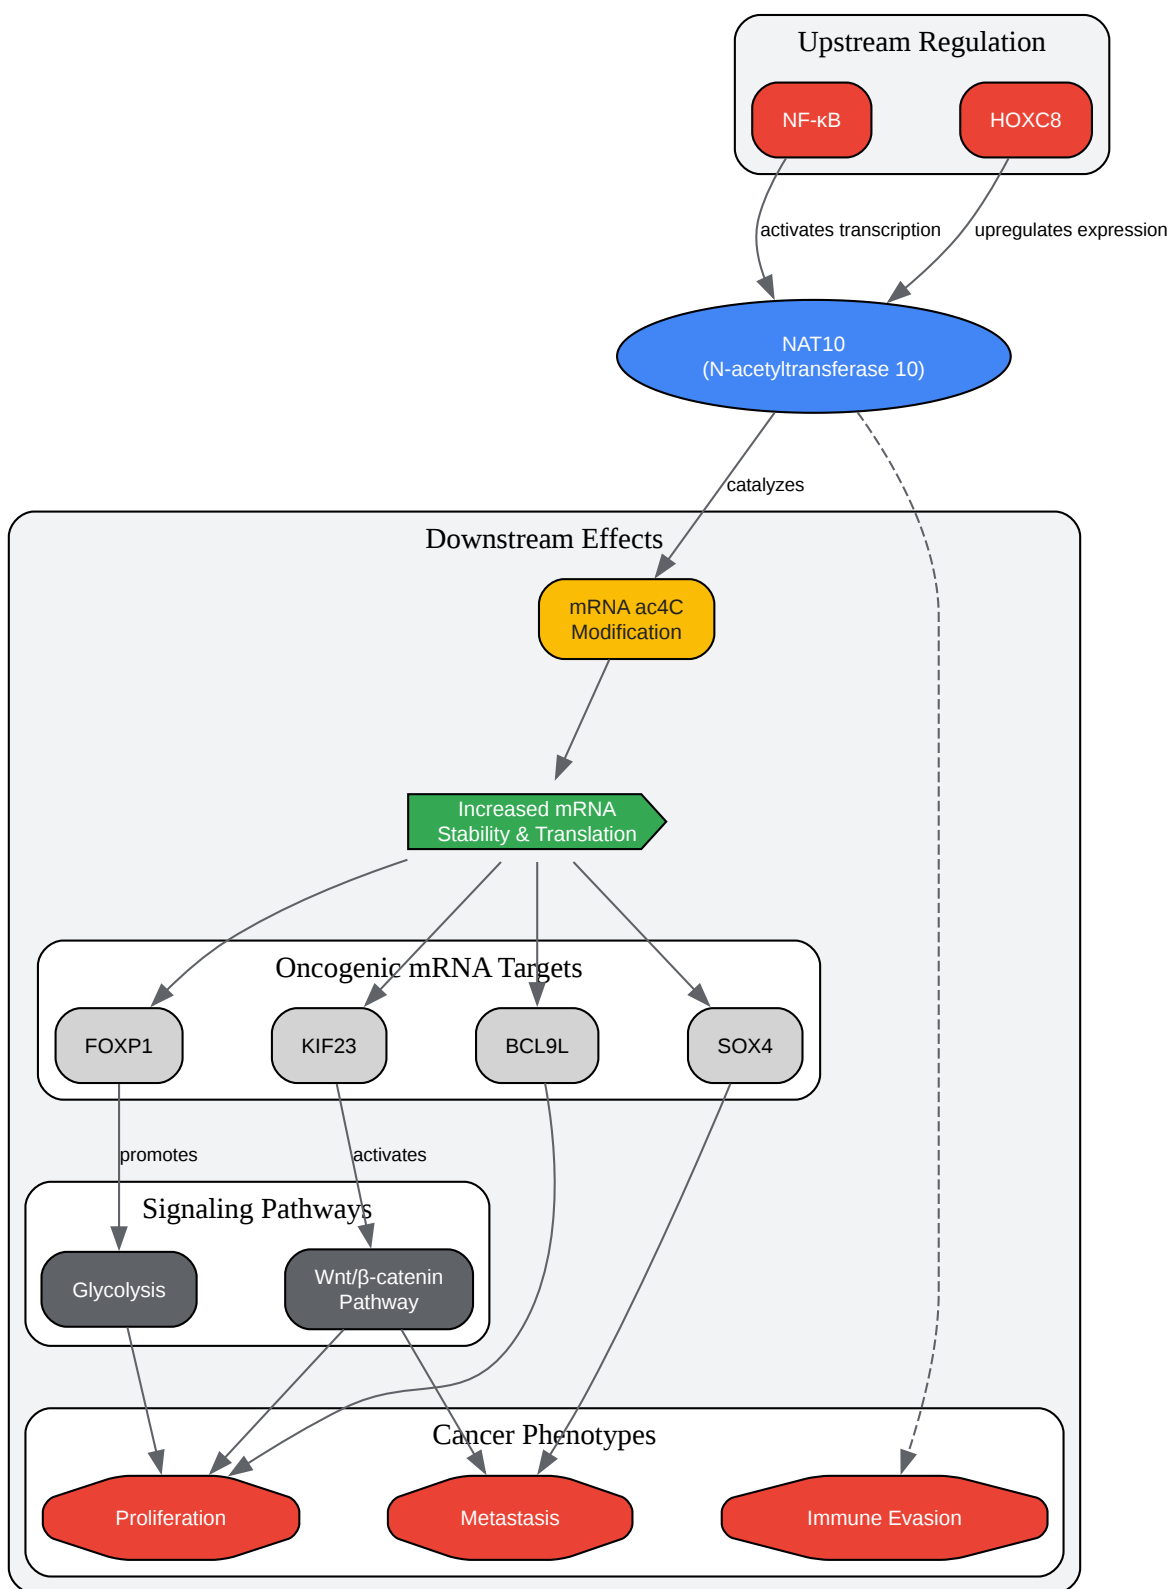 Upstream Regulation
NF-κB
HOXC8
activates transcription
upregulates expression
NAT10
(N-acetyltransferase 10)
catalyzes
Downstream Effects
mRNA ac4C
Modification
Increased mRNA
Stability & Translation
Oncogenic mRNA Targets
FOXP1
KIF23
BCL9L
SOX4
promotes
activates
Signaling Pathways
Glycolysis
Wnt/β-catenin
Pathway
Cancer Phenotypes
Proliferation
Metastasis
Immune Evasion